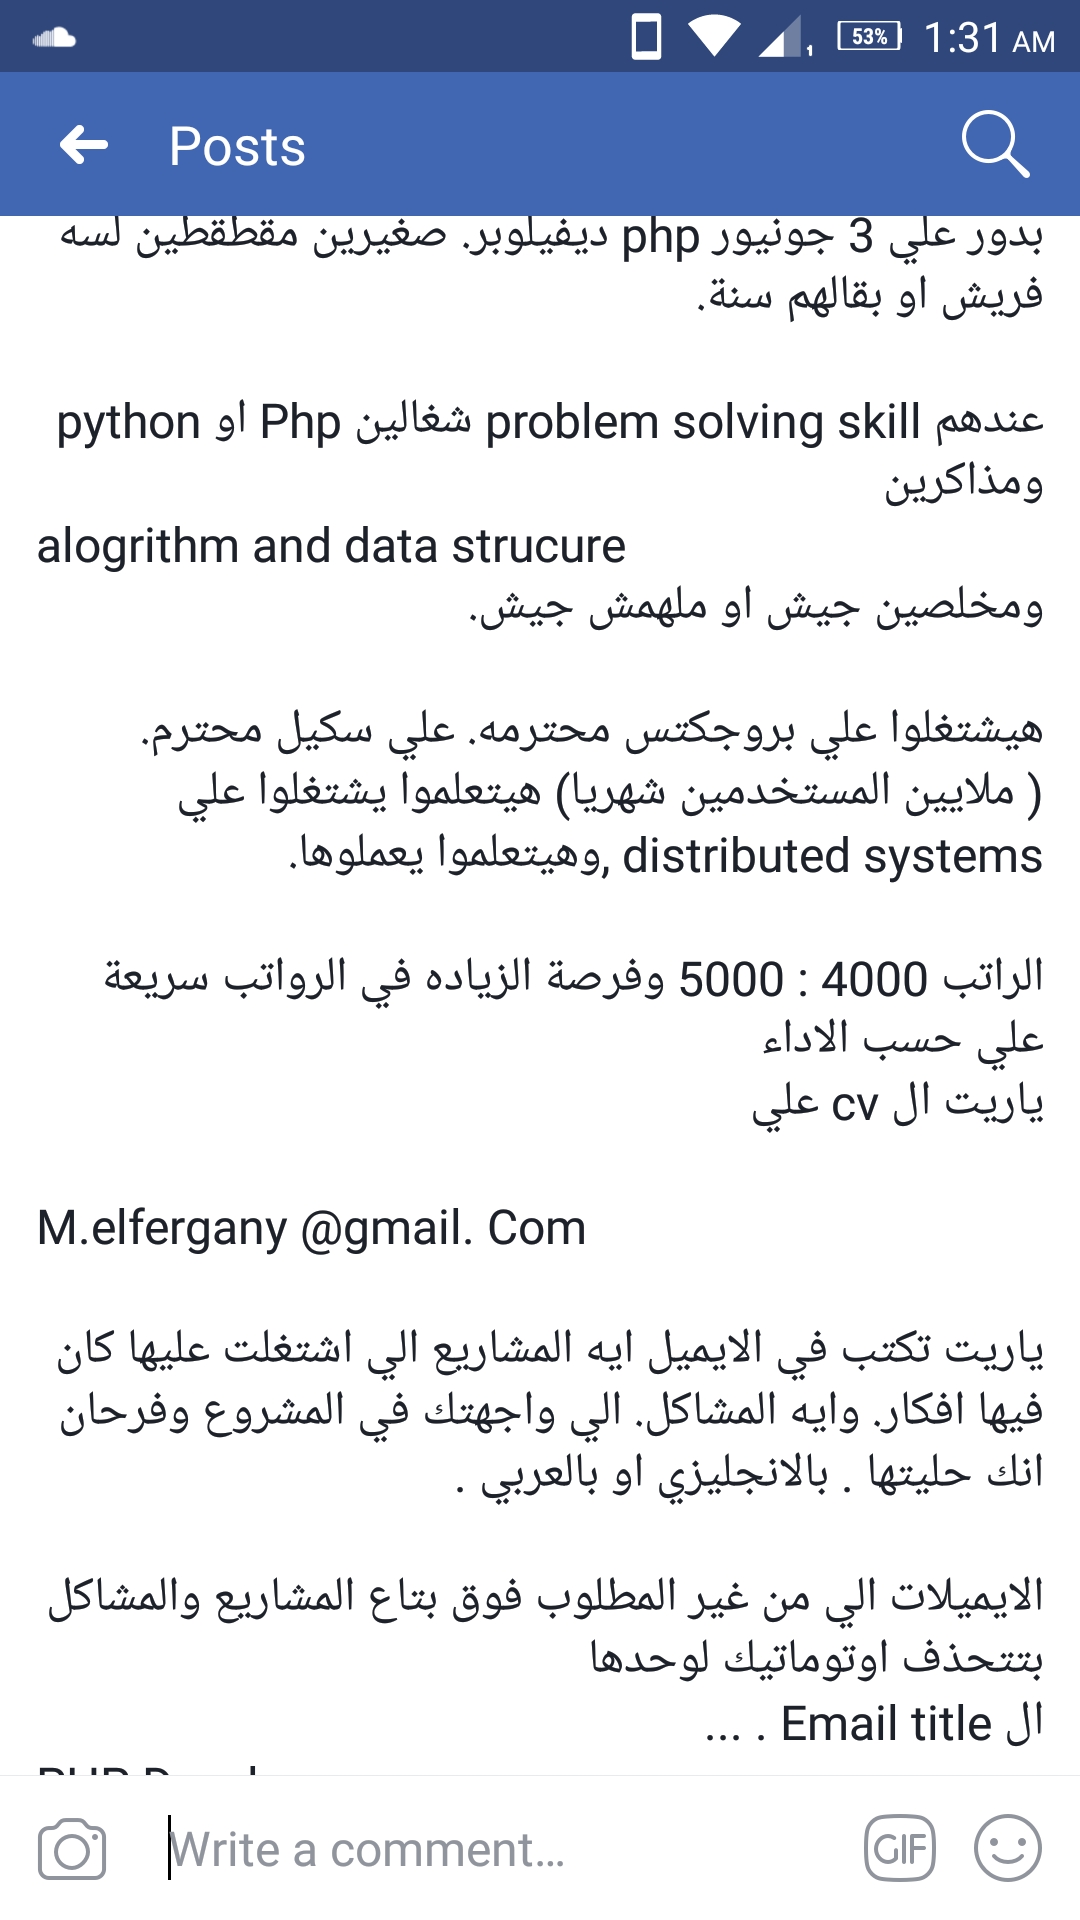 53% 1:31 AM
Posts
بدور علي 3 جونيور php ديفيلوبر. صغيرين مقطقطين لسه
فريش او بقالهم سنة.
عندهم problem solving skill شغالين Php او python
ومذاكرين
alogrithm and data strucure
ومخلصين جيش او ملهمش جيش.
هيشتغلوا علي بروجكتس محترمه. علي سكيل محترم.
( ملايين المستخدمين شهريا) هيتعلموا يشتغلوا علي
distributed systems ,وهيتعلموا يعملوها.
الراتب 4000 : 5000 وفرصة الزياده في الرواتب سريعة
علي حسب الاداء
ياريت ال cv علي
M.elfergany @gmail. Com
ياريت تكتب في الايميل ايه المشاريع الي اشتغلت عليها كان
فيها افكار. وايه المشاكل. الي واجهتك في المشروع وفرحان
انك حليتها . بالانجليزي او بالعربي .
الايميلات الي من غير المطلوب فوق بتاع المشاريع والمشاكل
بتتحذف اوتوماتيك لوحدها
ال Email title . ...
Write a comment...
GIF